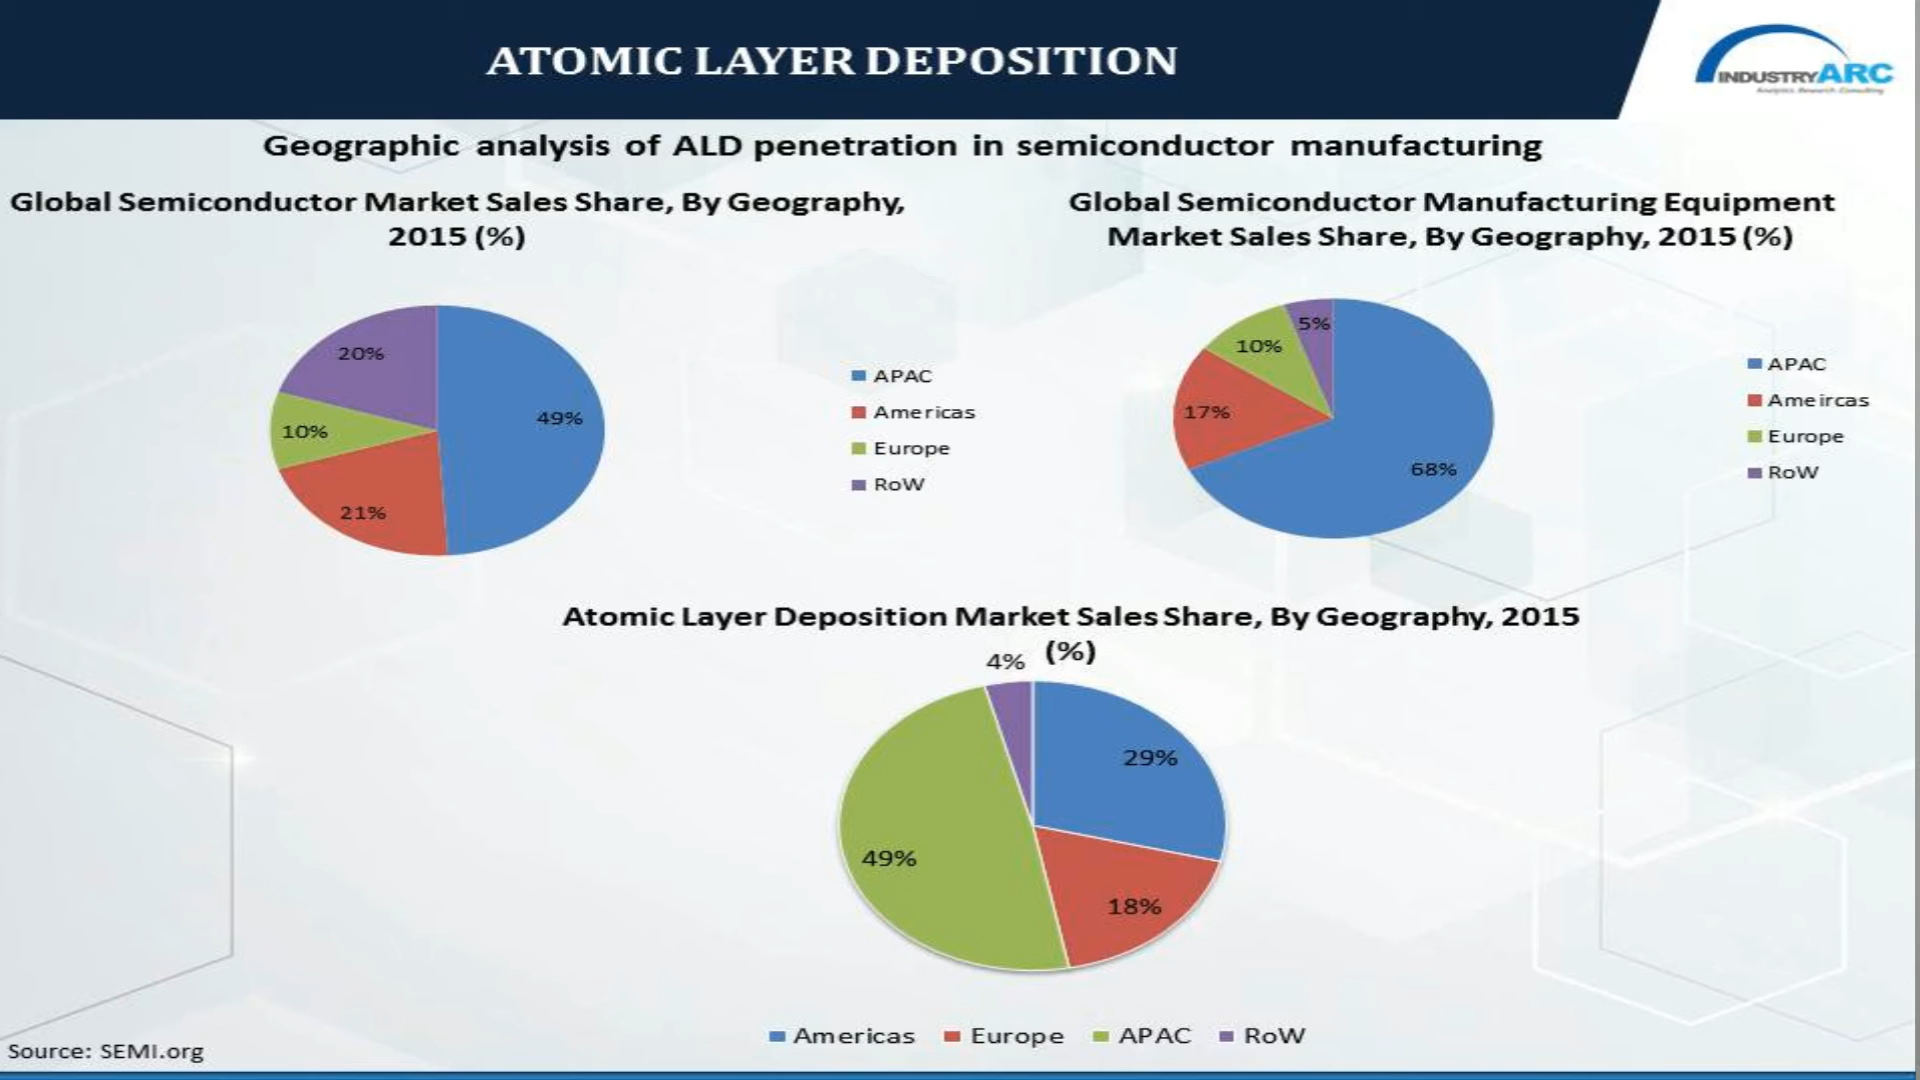 ATOMIC LAYER DEPOSITION
INDUSTRYARC
Analytics. Research. Consulting
Geographic analysis of ALD penetration in semiconductor manufacturing
Global Semiconductor Market Sales Share, By Geography,
2015 (%)
20%
49%
10%
21%
APAC
Americas
Europe
RoW
Global Semiconductor Manufacturing Equipment
Market Sales Share, By Geography, 2015 (%)
5%
10%
17%
68%
APAC
Ameircas
Europe
RoW
Atomic Layer Deposition Market Sales Share, By Geography, 2015
(%)
4%
29%
49%
18%
Americas Europe APAC RoW
Source: SEMI.org